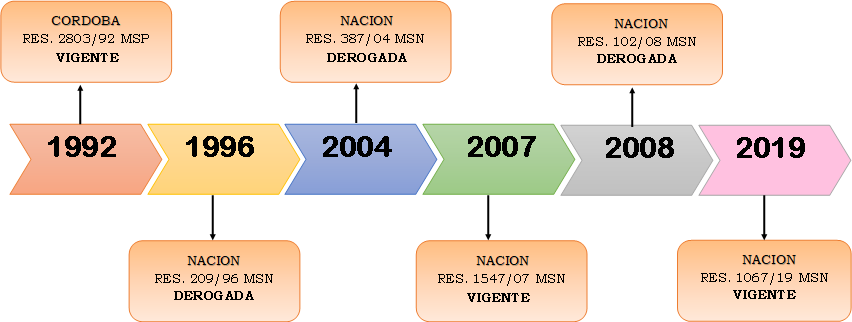 CORDOBA
RES. 2803/92 MSP
VIGENTE
NACION
RES. 387/04 MSN
DEROGADA
NACION
RES. 102/08 MSN
DEROGADA
1992
1996
2004
2007
2008
2019
NACION
RES. 209/96 MSN
DEROGADA
NACION
RES. 1547/07 MSN
VIGENTE
NACION
RES. 1067/19 MSN
VIGENTE